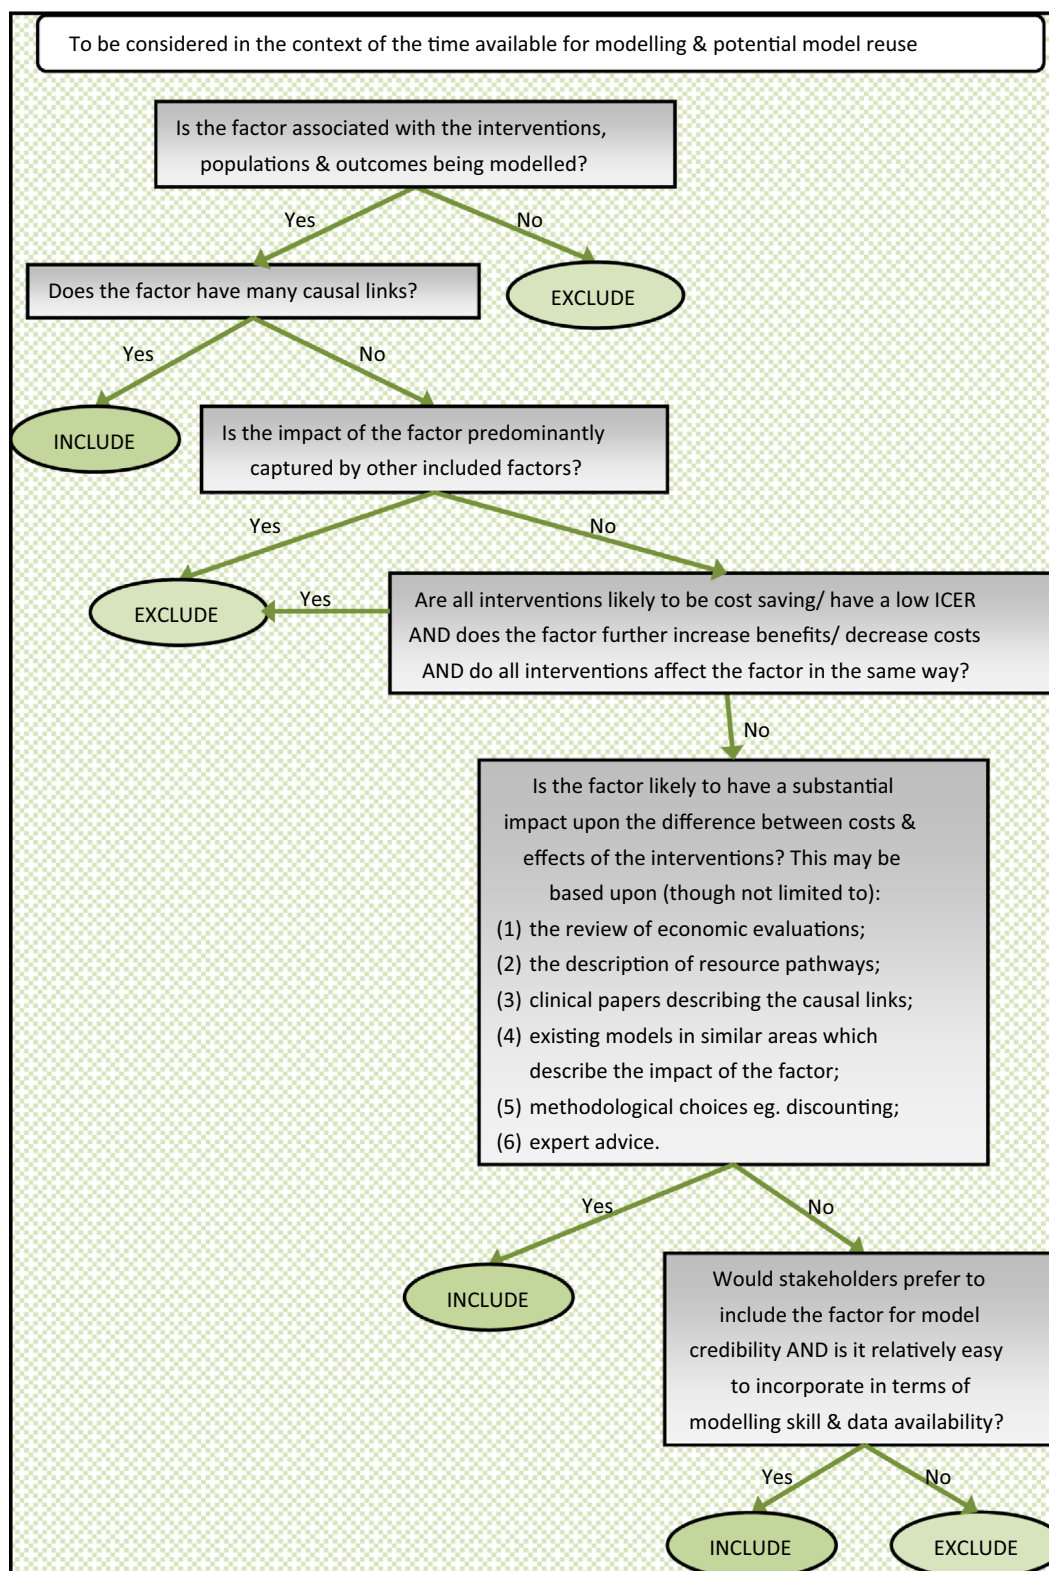 To be considered in the context of the time available for modelling & potential model reuse
Is the factor associated with the interventions,
populations & outcomes being modelled?
Yes
No
Does the factor have many causal links?
EXCLUDE
Yes
No
INCLUDE
Is the impact of the factor predominantly
captured by other included factors?
Yes
No
EXCLUDE
Yes
Are all interventions likely to be cost saving/ have a low ICER
AND does the factor further increase benefits/ decrease costs
AND do all interventions affect the factor in the same way?
No
Is the factor likely to have a substantial
impact upon the difference between costs &
effects of the interventions? This may be
based upon (though not limited to):
(1) the review of economic evaluations;
(2) the description of resource pathways;
(3) clinical papers describing the causal links;
(4) existing models in similar areas which
describe the impact of the factor;
(5) methodological choices eg. discounting;
(6) expert advice.
Yes
No
INCLUDE
Would stakeholders prefer to
include the factor for model
credibility AND is it relatively easy
to incorporate in terms of
modelling skill & data availability?
Yes
No
INCLUDE
EXCLUDE